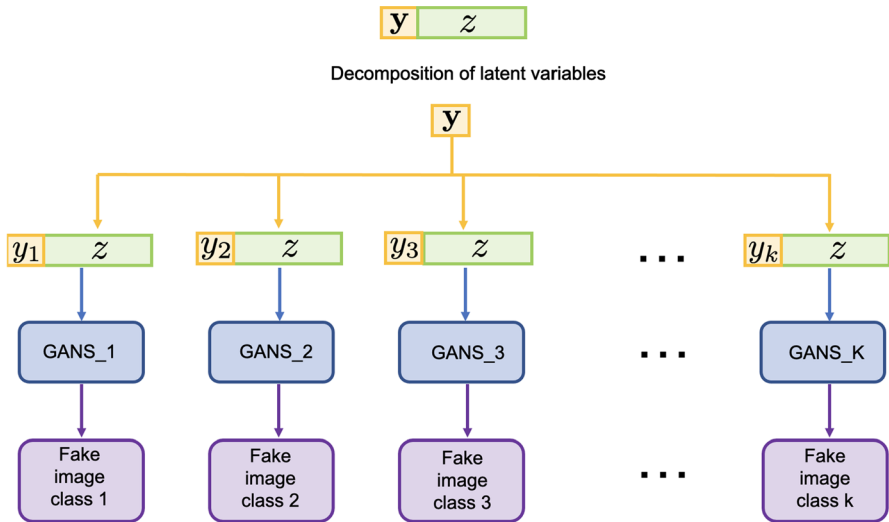 y z
Decomposition of latent variables
y
y₁ z y₂ z y₃ z ... yₖ z
GANS_1 GANS_2 GANS_3 ... GANS_K
Fake Fake Fake Fake
image image image ... image
class 1 class 2 class 3 class k